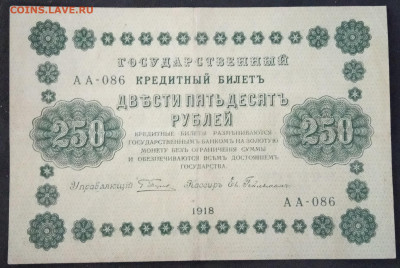 COINS.LAVE.RU
ГОСУДАРСТВЕННЫЙ
АА-086 КРЕДИТНЫЙ БИЛЕТЪ
ДВѢСТИ ПЯТЬДЕСЯТЪ
РУБЛЕЙ
250 250
КРЕДИТНЫЕ БИЛЕТЫ РАЗМѢНИВАЮТСЯ
ГОСУДАРСТВЕННЫМЪ БАНКОМЪ НА ЗОЛОТУЮ
МОНЕТУ БЕЗЪ ОГРАНИЧЕНІЯ СУММЫ
И ОБЕЗПЕЧИВАЮТСЯ ВСѢМЪ ДОСТОЯНІЕМЪ
ГОСУДАРСТВА.
Управляющій Кассиръ
АА-086
1918